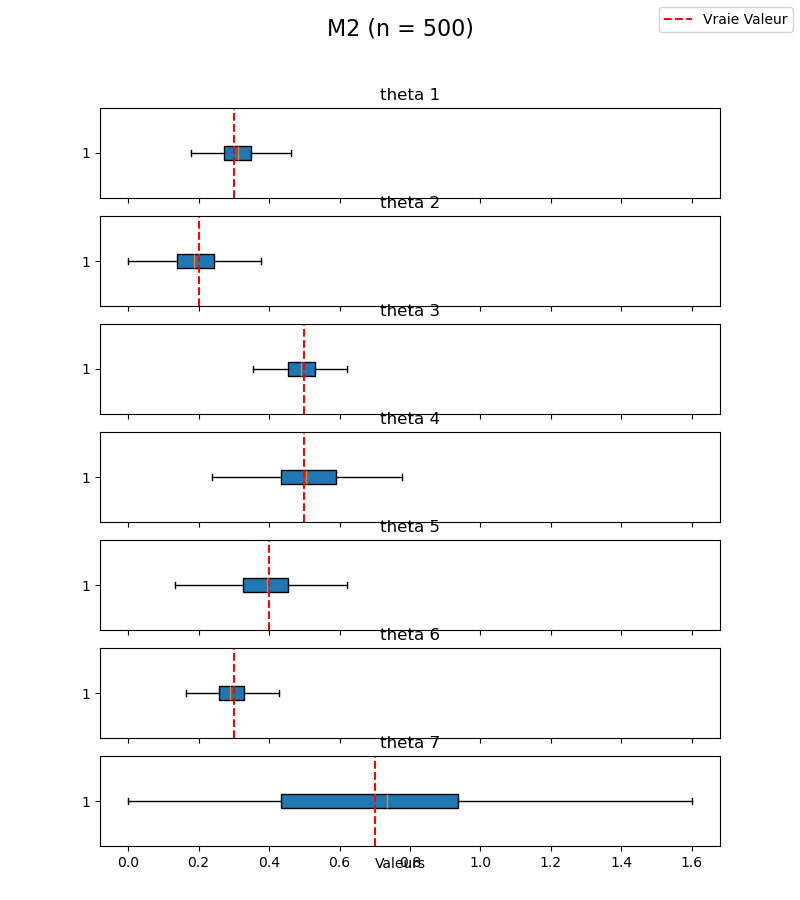 M2 (n = 500)
Vraie Valeur
theta 1
1
theta 2
1
theta 3
1
theta 4
1
theta 5
1
theta 6
1
theta 7
1
0.0 0.2 0.4 0.6 0.8 1.0 1.2 1.4 1.6
Valeurs